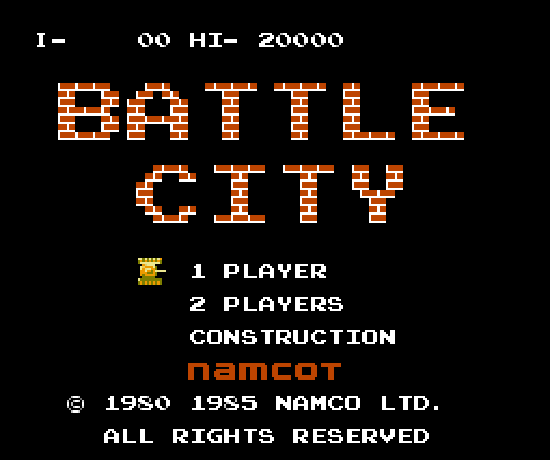 I- 00 HI- 20000
BATTLE
CITY
1 PLAYER
2 PLAYERS
CONSTRUCTION
namcot
© 1980 1985 NAMCO LTD.
ALL RIGHTS RESERVED